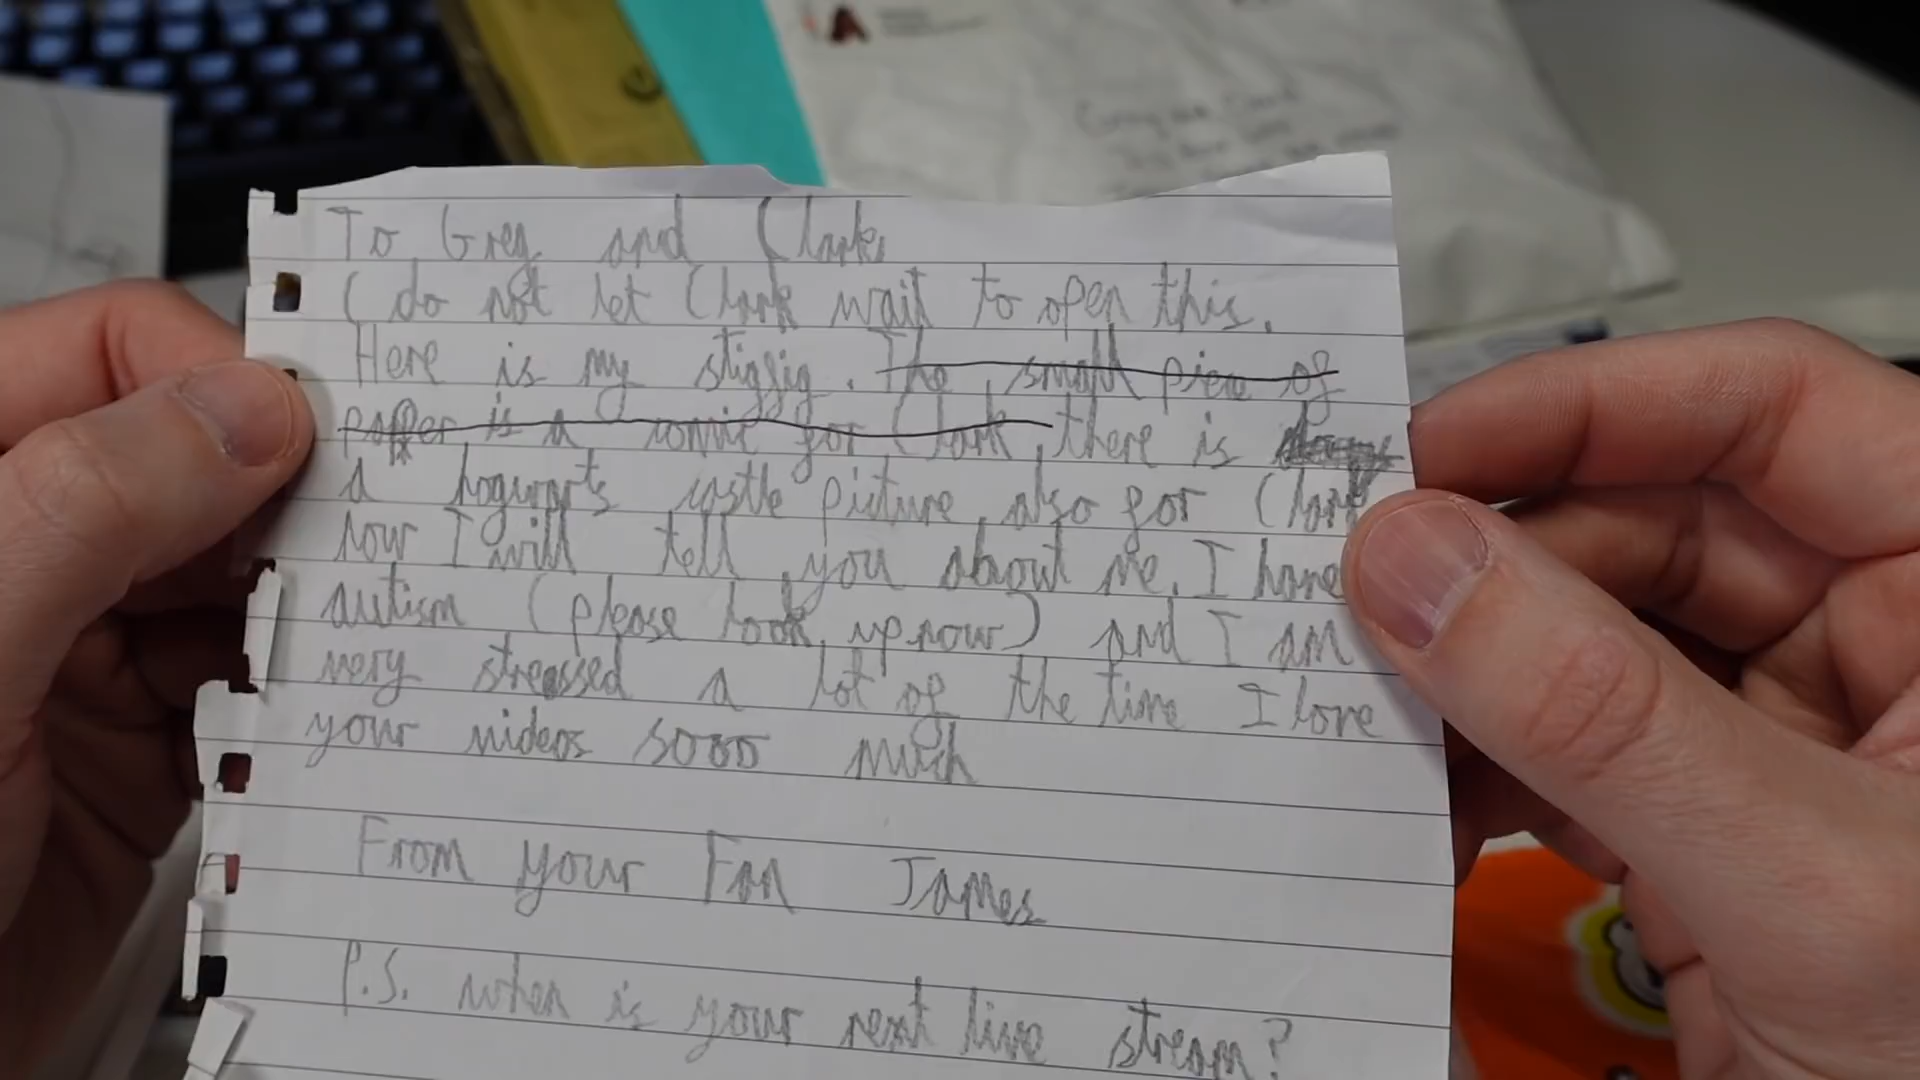 To Greg and Clark,
( do not let Clark wait to open this.
Here is my stigfig. The small piece of
paper is a comic for Clark there is
a hogwarts castle picture also for Clark
now I will tell you about me. I have
autism (please look up now) and I am
very stressed a lot of the time I love
your videos sooo much
From your Fan James
P.S. when is your next live stream?